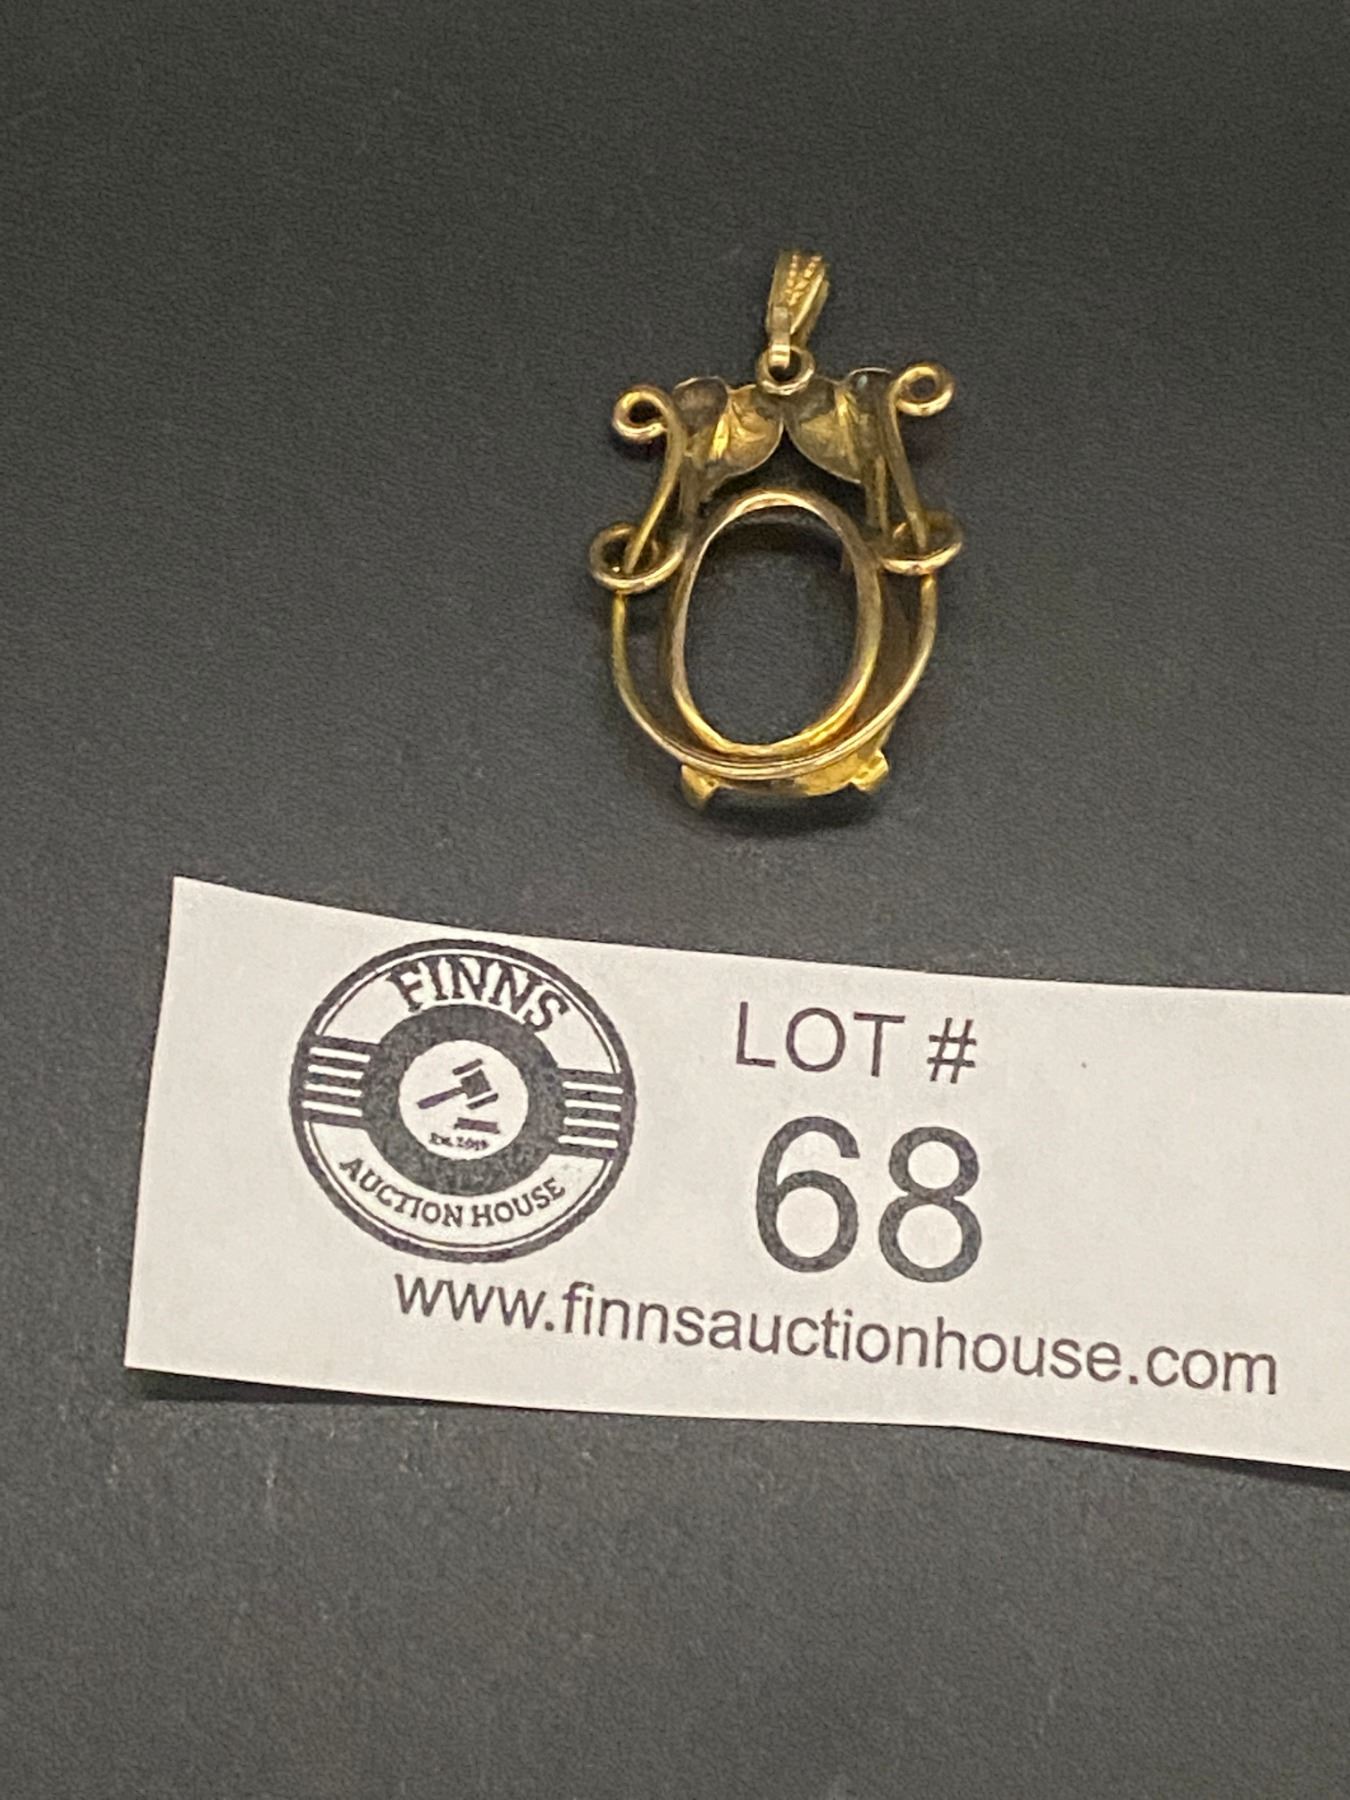 FINNS
Est. 2019
AUCTION HOUSE
LOT #
68
www.finnsauctionhouse.com